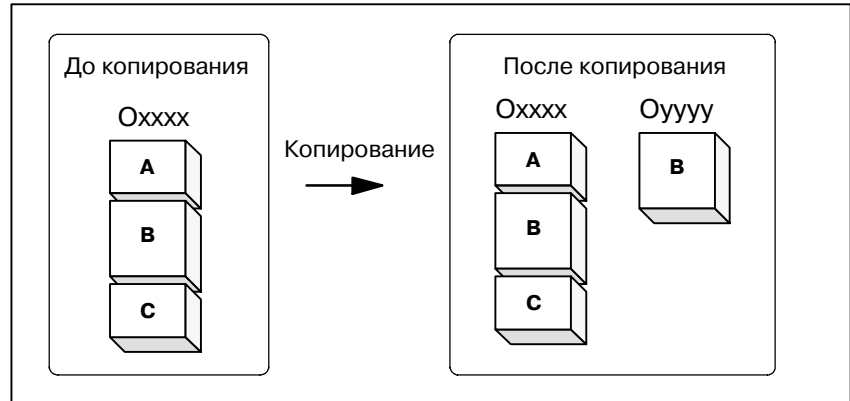 До копирования
Oxxxx
A
B
C
Копирование
После копирования
Oxxxx
Oyyyy
A
B
C
B